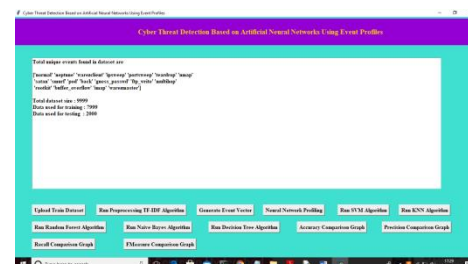 Cyber Threat Detection Based on Artificial Neural Networks Using Event Profiles
Cyber Threat Detection Based on Artificial Neural Networks Using Event Profiles
Total unique events found in dataset are
['normal' 'neptune' 'warezclient' 'ipsweep' 'portsweep' 'teardrop' 'nmap'
'satan' 'smurf' 'pod' 'back' 'guess_passwd' 'ftp_write' 'multihop'
'rootkit' 'buffer_overflow' 'imap' 'warezmaster']
Total dataset size : 9999
Data used for training : 7999
Data used for testing : 2000
Upload Train Dataset Run Preprocessing TF-IDF Algorithm Generate Event Vector Neural Network Profiling Run SVM Algorithm Run KNN Algorithm
Run Random Forest Algorithm Run Naive Bayes Algorithm Run Decision Tree Algorithm Accuracy Comparison Graph Precision Comparison Graph
Recall Comparison Graph FMeasure Comparison Graph
Type here to search